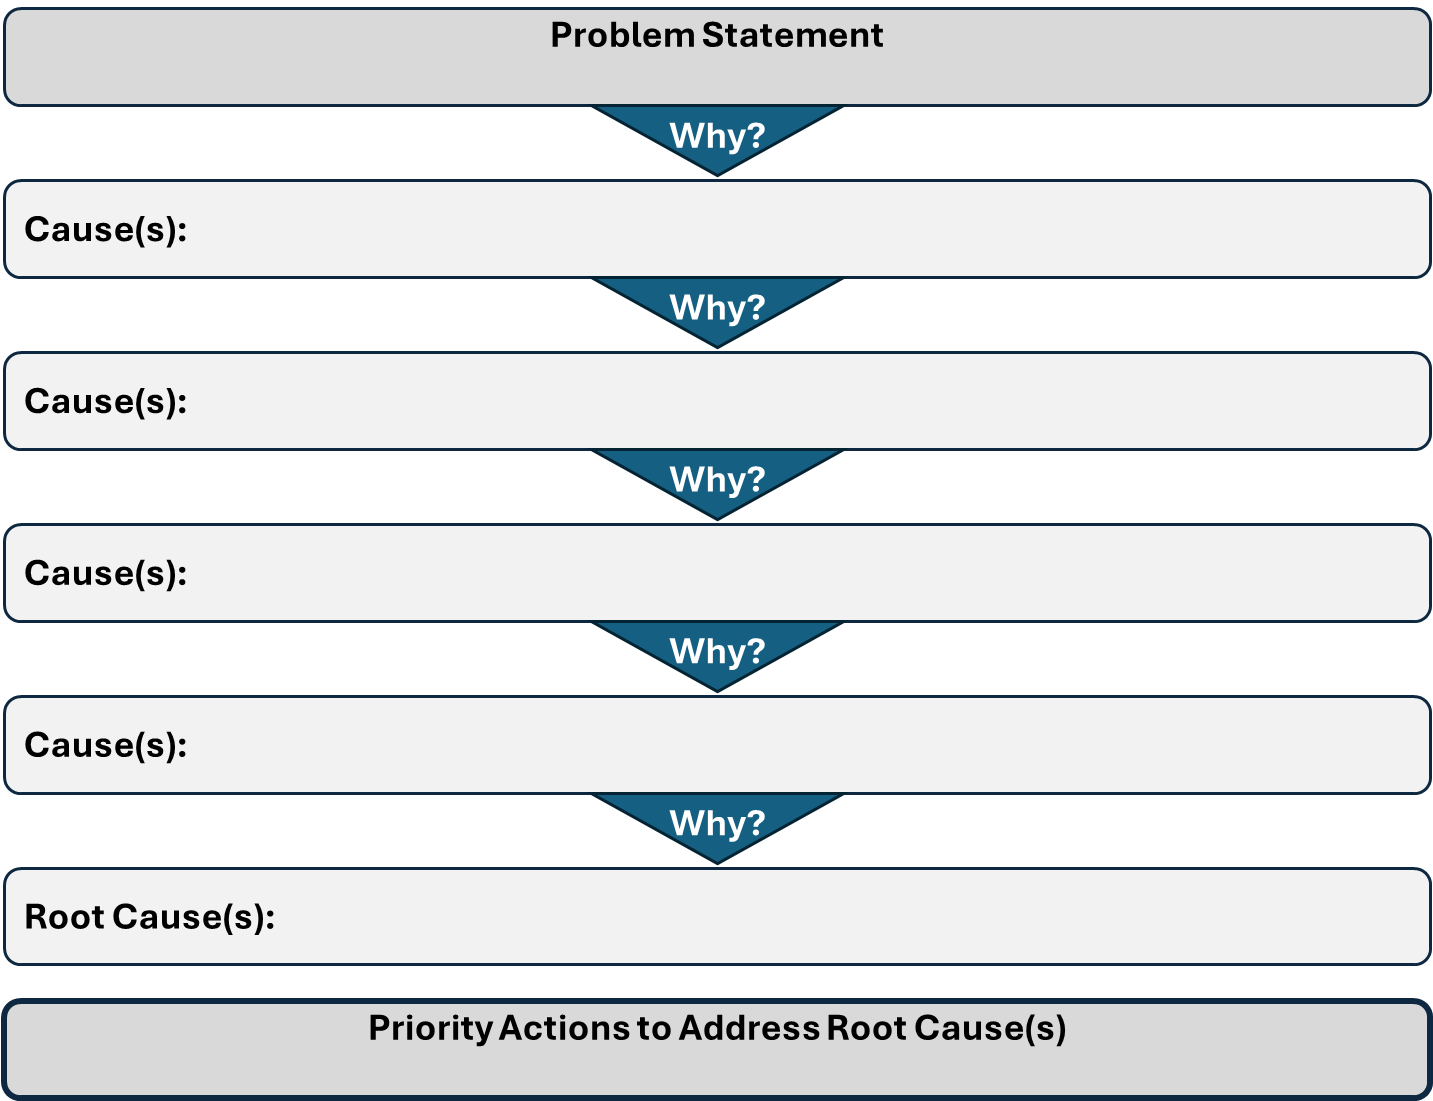 Problem Statement
Why?
Cause(s):
Why?
Cause(s):
Why?
Cause(s):
Why?
Cause(s):
Why?
Root Cause(s):
Priority Actions to Address Root Cause(s)